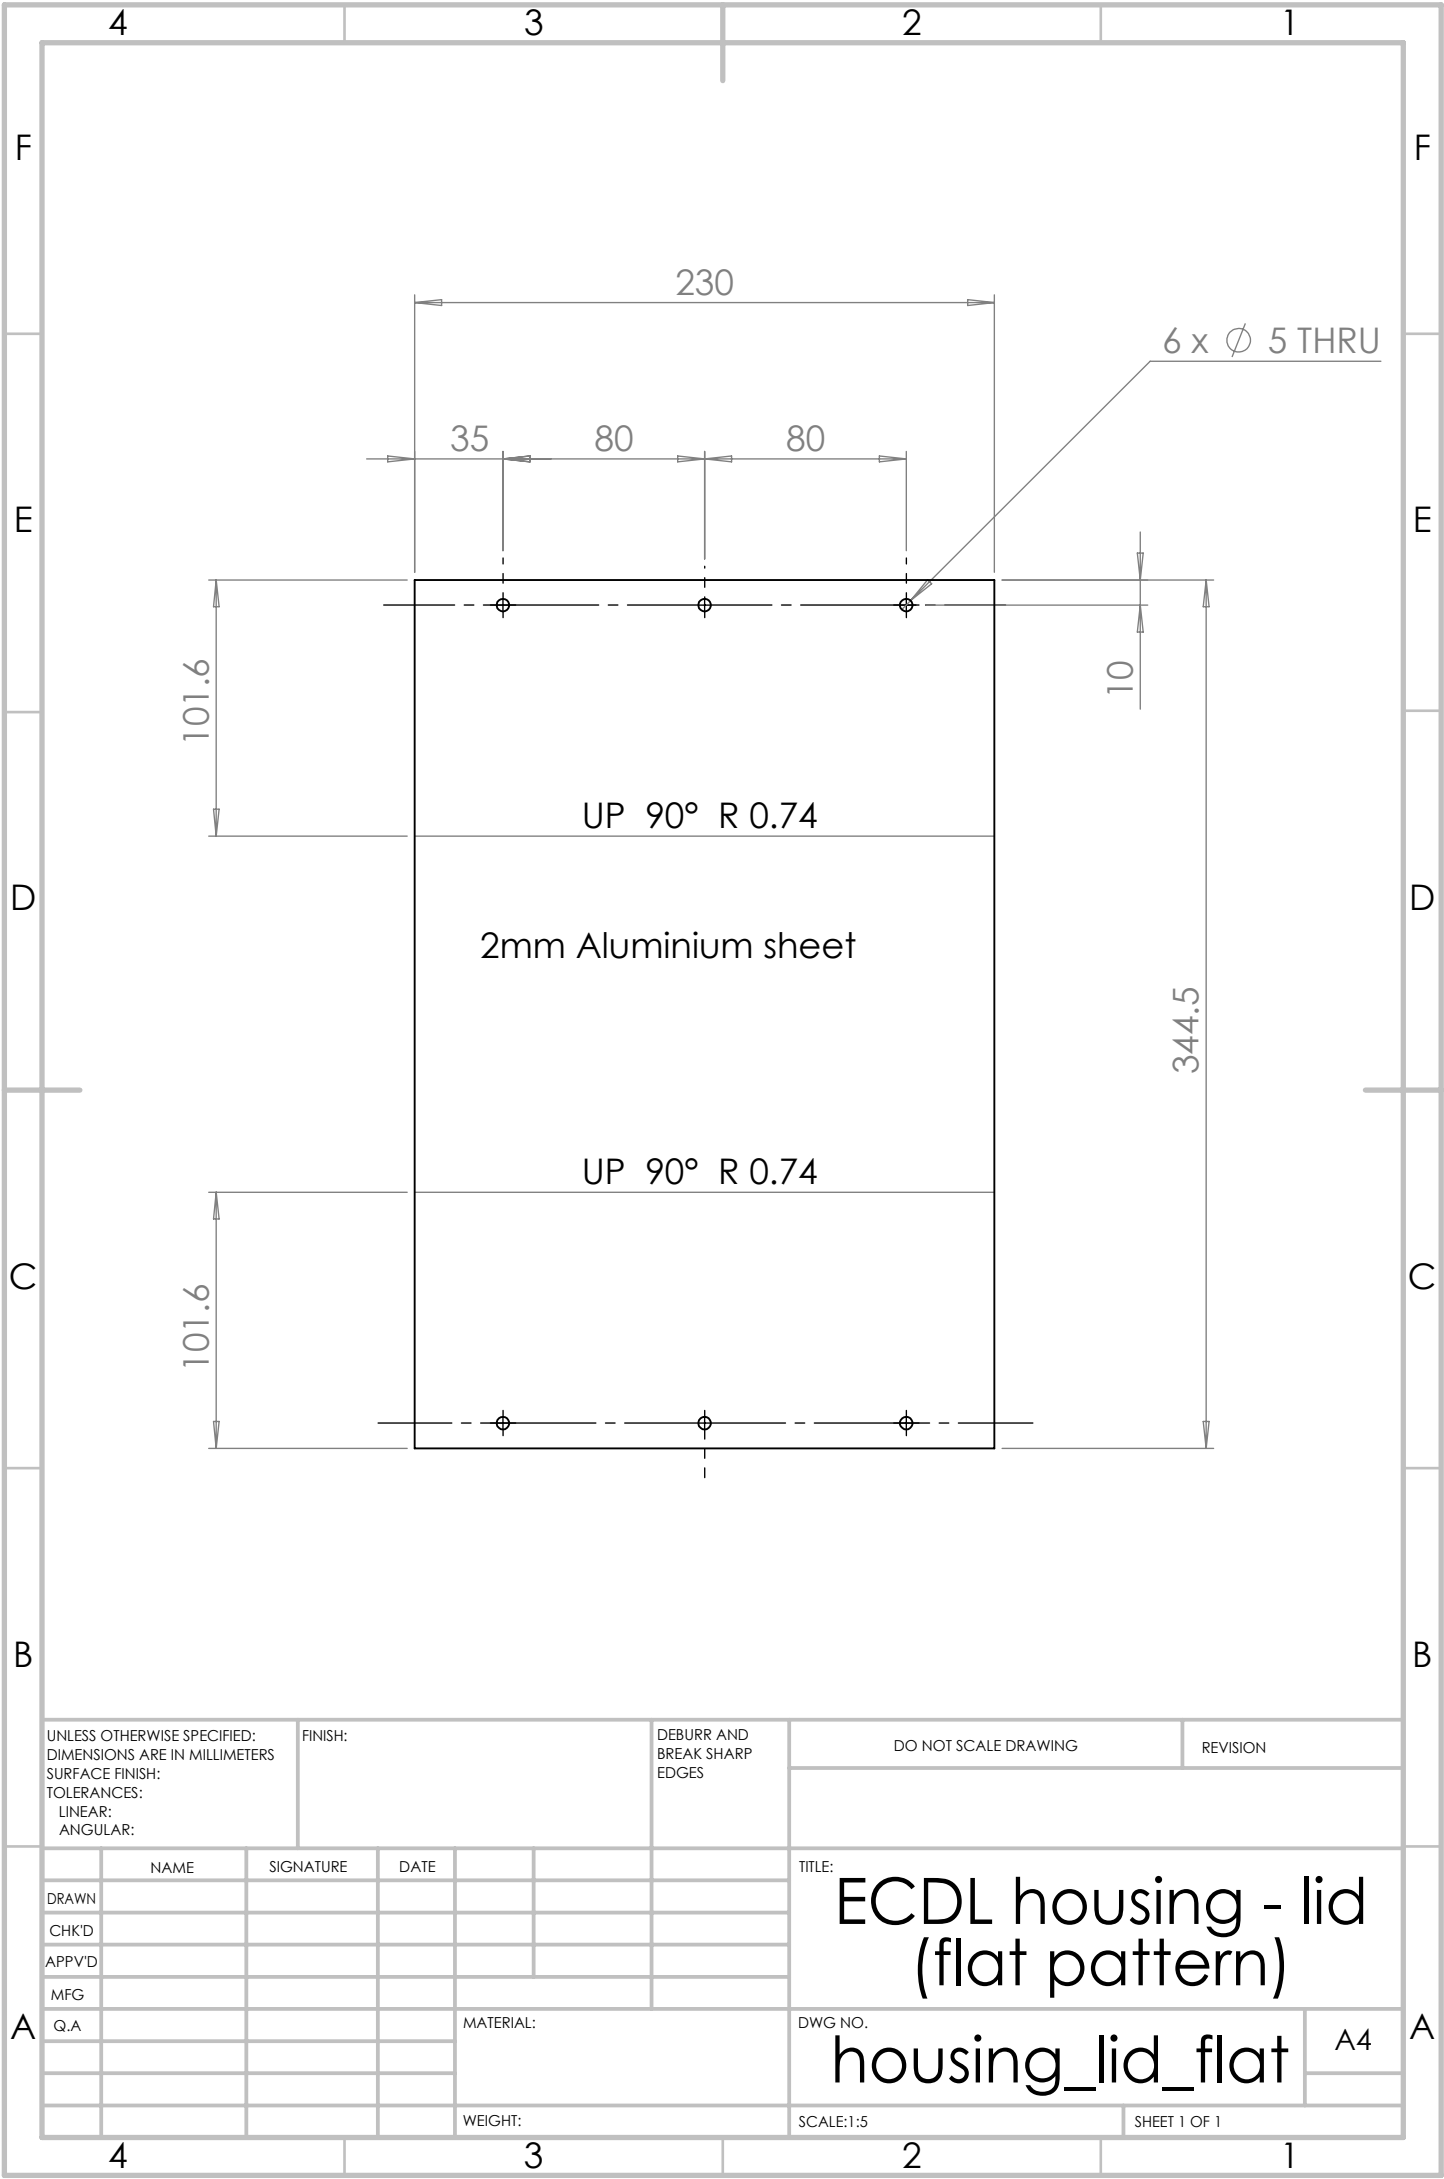 4 3 2 1
F F
230
6 x ∅ 5 THRU
35 80 80
E E
101.6
10
UP 90° R 0.74
D D
2mm Aluminium sheet
344.5
UP 90° R 0.74
C C
101.6
B B
UNLESS OTHERWISE SPECIFIED:
DIMENSIONS ARE IN MILLIMETERS
SURFACE FINISH:
TOLERANCES:
LINEAR:
ANGULAR:
FINISH:
DEBURR AND
BREAK SHARP
EDGES
DO NOT SCALE DRAWING
REVISION
NAME SIGNATURE DATE
DRAWN
CHK'D
APPV'D
MFG
Q.A
TITLE:
ECDL housing - lid
(flat pattern)
A A
MATERIAL:
DWG NO.
housing_lid_flat
A4
WEIGHT:
SCALE:1:5
SHEET 1 OF 1
4 3 2 1